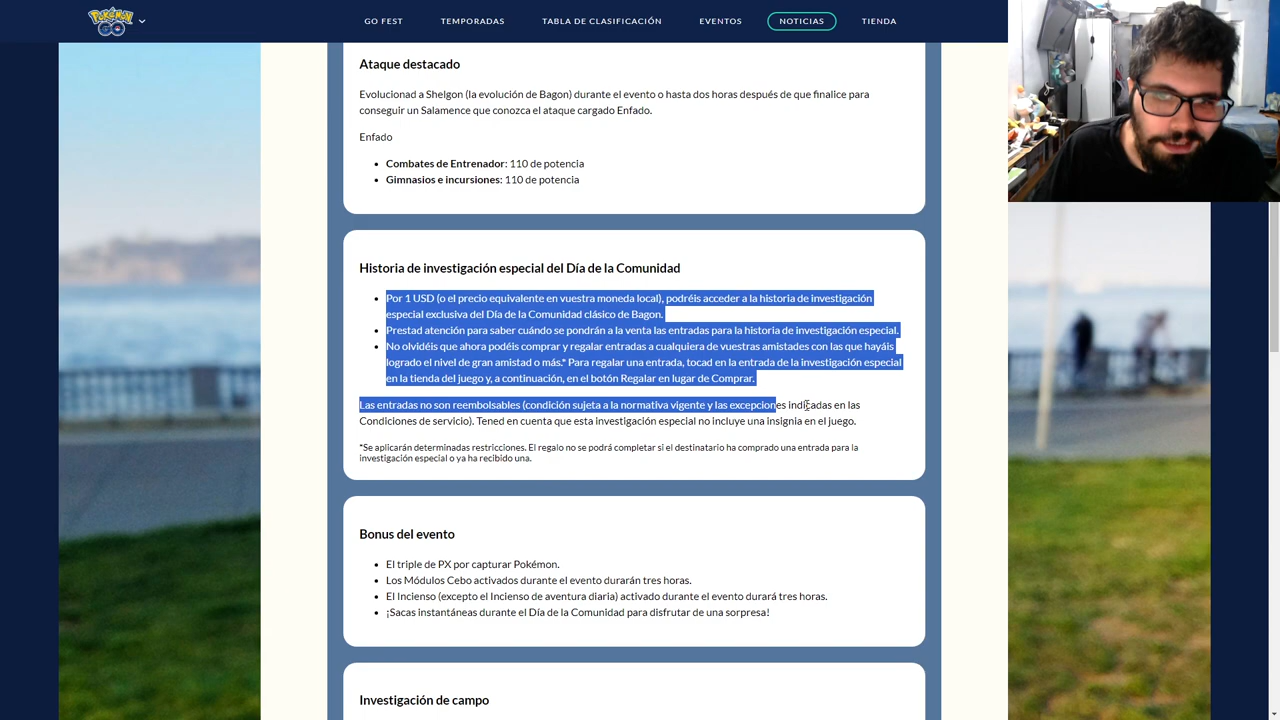 Pokémon GO
GO FEST
TEMPORADAS
TABLA DE CLASIFICACIÓN
EVENTOS
NOTICIAS
TIENDA
Ataque destacado
Evolucionad a Shelgon (la evolución de Bagon) durante el evento o hasta dos horas después de que finalice para
conseguir un Salamence que conozca el ataque cargado Enfado.
Enfado
• Combates de Entrenador: 110 de potencia
• Gimnasios e incursiones: 110 de potencia
Historia de investigación especial del Día de la Comunidad
• Por 1 USD (o el precio equivalente en vuestra moneda local), podréis acceder a la historia de investigación
especial exclusiva del Día de la Comunidad clásico de Bagon.
• Prestad atención para saber cuándo se pondrán a la venta las entradas para la historia de investigación especial.
• No olvidéis que ahora podéis comprar y regalar entradas a cualquiera de vuestras amistades con las que hayáis
logrado el nivel de gran amistad o más.* Para regalar una entrada, tocad en la entrada de la investigación especial
en la tienda del juego y, a continuación, en el botón Regalar en lugar de Comprar.
Las entradas no son reembolsables (condición sujeta a la normativa vigente y las excepciones indicadas en las
Condiciones de servicio). Tened en cuenta que esta investigación especial no incluye una insignia en el juego.
*Se aplicarán determinadas restricciones. El regalo no se podrá completar si el destinatario ha comprado una entrada para la
investigación especial o ya ha recibido una.
Bonus del evento
• El triple de PX por capturar Pokémon.
• Los Módulos Cebo activados durante el evento durarán tres horas.
• El Incienso (excepto el Incienso de aventura diaria) activado durante el evento durará tres horas.
• ¡Sacas instantáneas durante el Día de la Comunidad para disfrutar de una sorpresa!
Investigación de campo